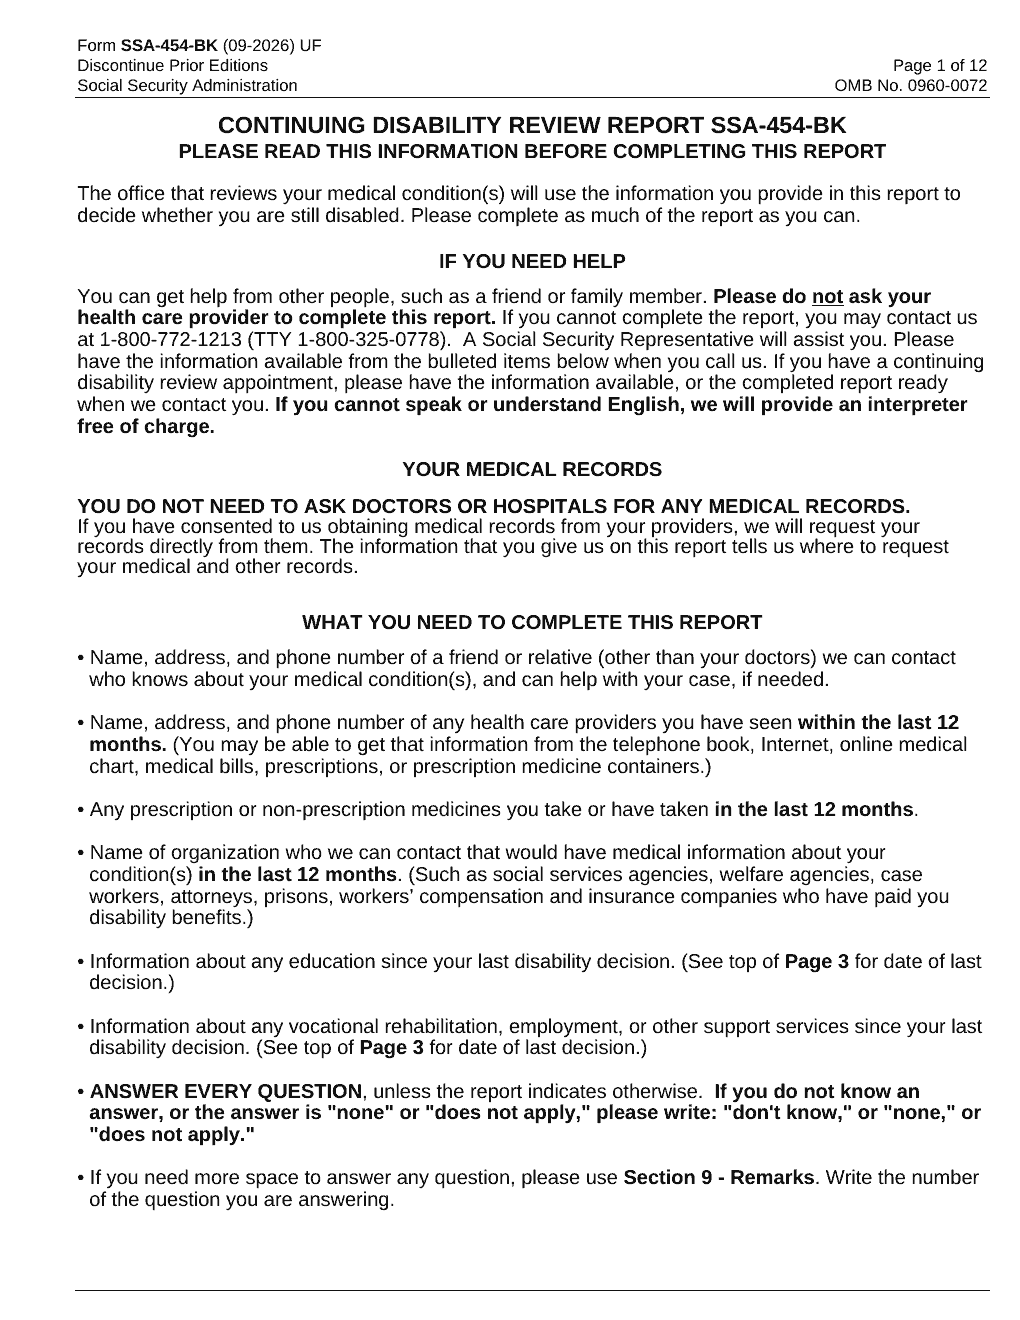 Form SSA-454-BK (09-2026) UF
Discontinue Prior Editions
Social Security Administration
Page 1 of 12
OMB No. 0960-0072
CONTINUING DISABILITY REVIEW REPORT SSA-454-BK
PLEASE READ THIS INFORMATION BEFORE COMPLETING THIS REPORT
The office that reviews your medical condition(s) will use the information you provide in this report to
decide whether you are still disabled. Please complete as much of the report as you can.
IF YOU NEED HELP
You can get help from other people, such as a friend or family member. Please do not ask your
health care provider to complete this report. If you cannot complete the report, you may contact us
at 1-800-772-1213 (TTY 1-800-325-0778).  A Social Security Representative will assist you. Please
have the information available from the bulleted items below when you call us. If you have a continuing
disability review appointment, please have the information available, or the completed report ready
when we contact you. If you cannot speak or understand English, we will provide an interpreter
free of charge.
YOUR MEDICAL RECORDS
YOU DO NOT NEED TO ASK DOCTORS OR HOSPITALS FOR ANY MEDICAL RECORDS.
If you have consented to us obtaining medical records from your providers, we will request your
records directly from them. The information that you give us on this report tells us where to request
your medical and other records.
WHAT YOU NEED TO COMPLETE THIS REPORT
• Name, address, and phone number of a friend or relative (other than your doctors) we can contact
who knows about your medical condition(s), and can help with your case, if needed.
• Name, address, and phone number of any health care providers you have seen within the last 12
months. (You may be able to get that information from the telephone book, Internet, online medical
chart, medical bills, prescriptions, or prescription medicine containers.)
• Any prescription or non-prescription medicines you take or have taken in the last 12 months.
• Name of organization who we can contact that would have medical information about your
condition(s) in the last 12 months. (Such as social services agencies, welfare agencies, case
workers, attorneys, prisons, workers’ compensation and insurance companies who have paid you
disability benefits.)
• Information about any education since your last disability decision. (See top of Page 3 for date of last
decision.)
• Information about any vocational rehabilitation, employment, or other support services since your last
disability decision. (See top of Page 3 for date of last decision.)
• ANSWER EVERY QUESTION, unless the report indicates otherwise.  If you do not know an
answer, or the answer is "none" or "does not apply," please write: "don't know," or "none," or
"does not apply."
• If you need more space to answer any question, please use Section 9 - Remarks. Write the number
of the question you are answering.